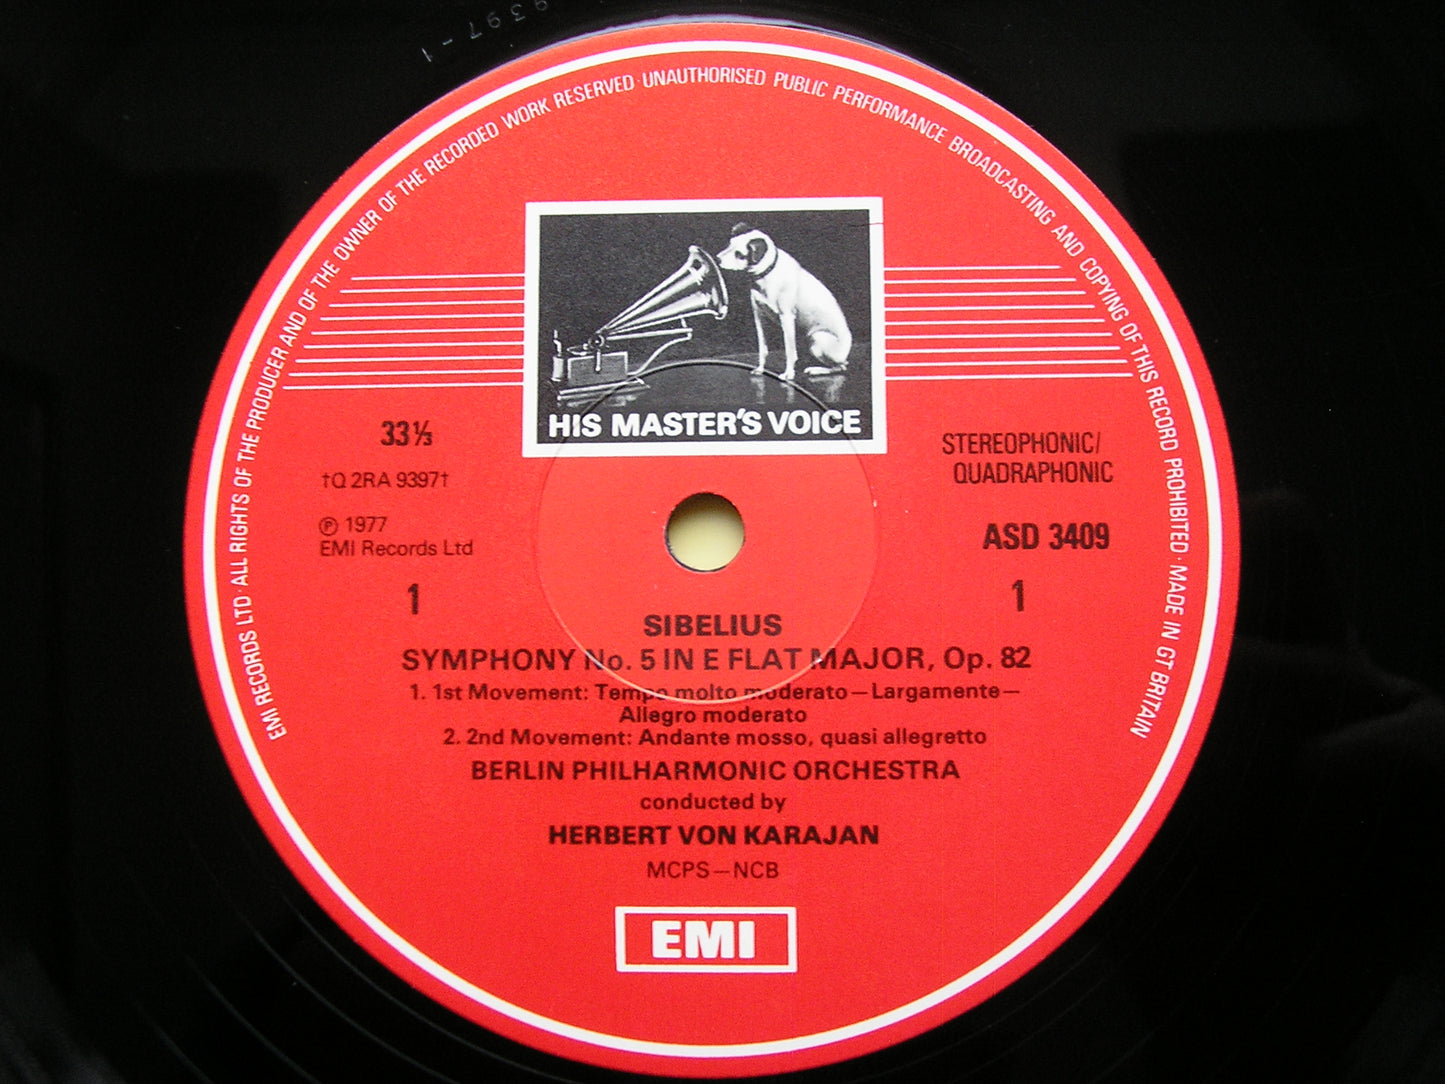 9397-1
EMI RECORDS LTD · ALL RIGHTS OF THE PRODUCER AND OF THE OWNER OF THE RECORDED WORK RESERVED · UNAUTHORISED PUBLIC PERFORMANCE BROADCASTING AND COPYING OF THIS RECORD PROHIBITED · MADE IN GT BRITAIN
HIS MASTER'S VOICE
33⅓
†Q 2RA 9397†
℗ 1977
EMI Records Ltd
1
STEREOPHONIC/
QUADRAPHONIC
ASD 3409
1
SIBELIUS
SYMPHONY No. 5 IN E FLAT MAJOR, Op. 82
1. 1st Movement: Tempo molto moderato — Largamente —
Allegro moderato
2. 2nd Movement: Andante mosso, quasi allegretto
BERLIN PHILHARMONIC ORCHESTRA
conducted by
HERBERT VON KARAJAN
MCPS — NCB
EMI